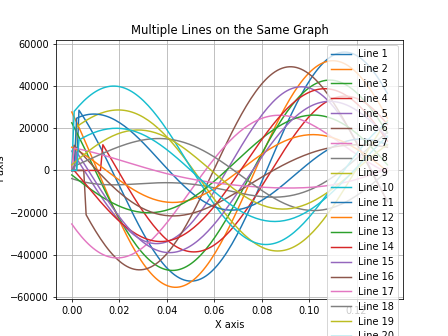 Multiple Lines on the Same Graph
60000
40000
20000
0
−20000
−40000
−60000
0.00 0.02 0.04 0.06 0.08 0.10
X axis
Line 1
Line 2
Line 3
Line 4
Line 5
Line 6
Line 7
Line 8
Line 9
Line 10
Line 11
Line 12
Line 13
Line 14
Line 15
Line 16
Line 17
Line 18
Line 19
Line 20